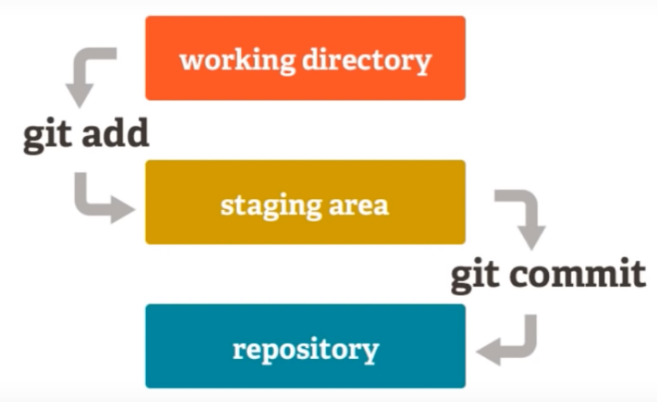 working directory
git add
staging area
git commit
repository